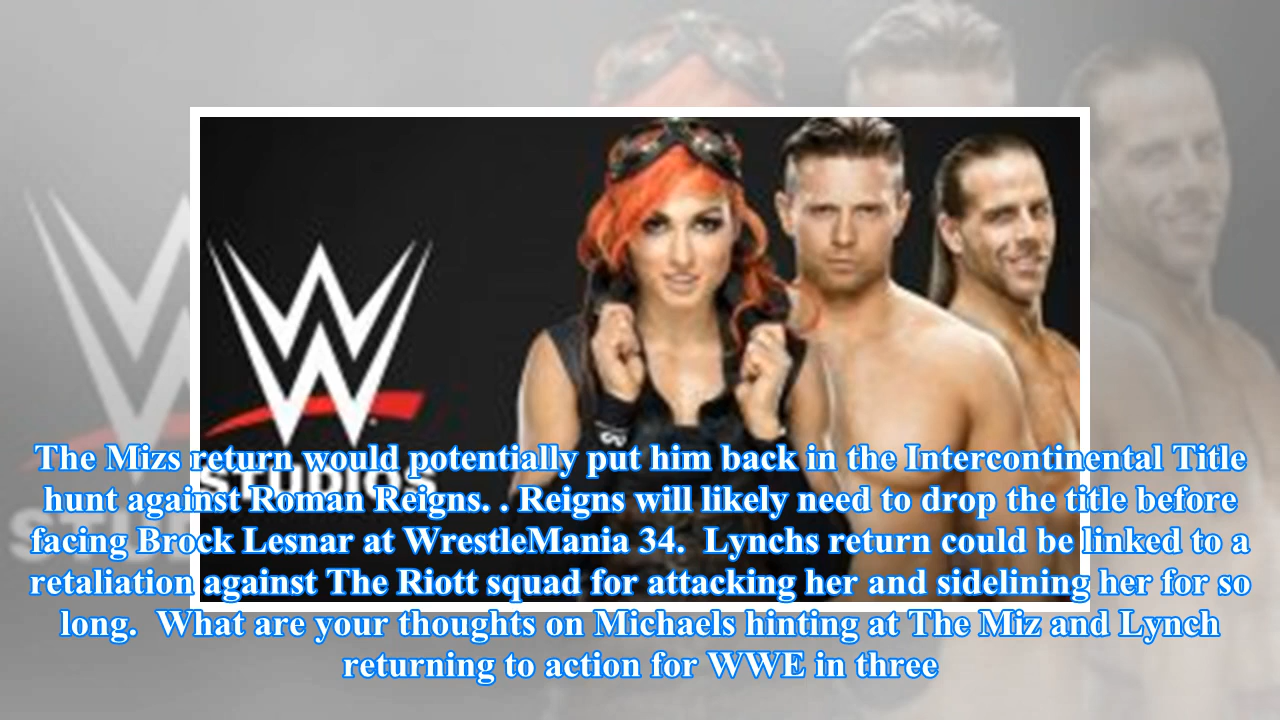 STUDIOS
The Mizs return would potentially put him back in the Intercontinental Title
hunt against Roman Reigns. . Reigns will likely need to drop the title before
facing Brock Lesnar at WrestleMania 34.  Lynchs return could be linked to a
retaliation against The Riott squad for attacking her and sidelining her for so
long.  What are your thoughts on Michaels hinting at The Miz and Lynch
returning to action for WWE in three